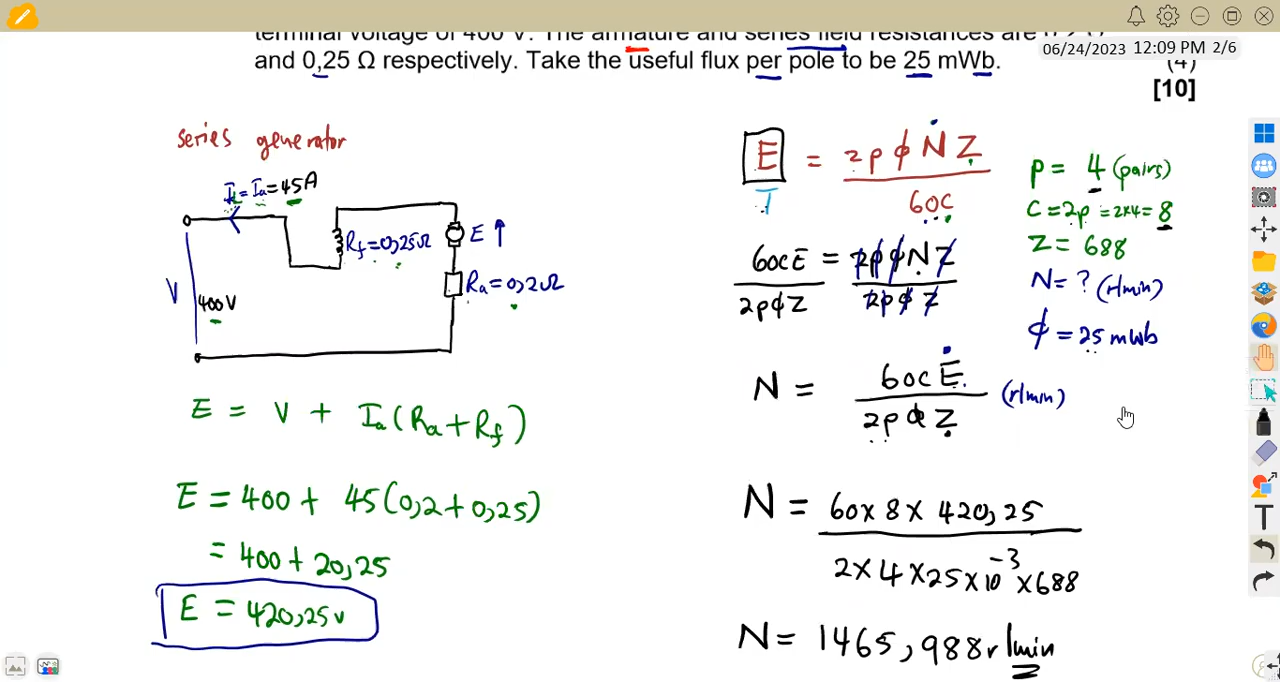 terminal voltage of 400 V. The armature and series field resistances are 0,2 Ω
and 0,25 Ω respectively. Take the useful flux per pole to be 25 mWb.
06/24/2023 12:09 PM 2/6
(4)
[10]
series generator
I_L = Ia = 45A
Rf = 0,25Ω
E ↑
Ra = 0,2Ω
V
400V
E = V + Ia(Ra + Rf)
E = 400 + 45(0,2 + 0,25)
= 400 + 20,25
E = 420,25v
E = 2pϕNZ
60C
60CE = 2pϕNZ
2pϕZ 2pϕZ
N = 60CE (r/min)
2pϕZ
N = 60 × 8 × 420,25
2 × 4 × 25 × 10⁻³ × 688
N = 1465,988 r/min
p = 4 (pairs)
C = 2p = 2×4 = 8
Z = 688
N = ? (r/min)
ϕ = 25 mwb
T